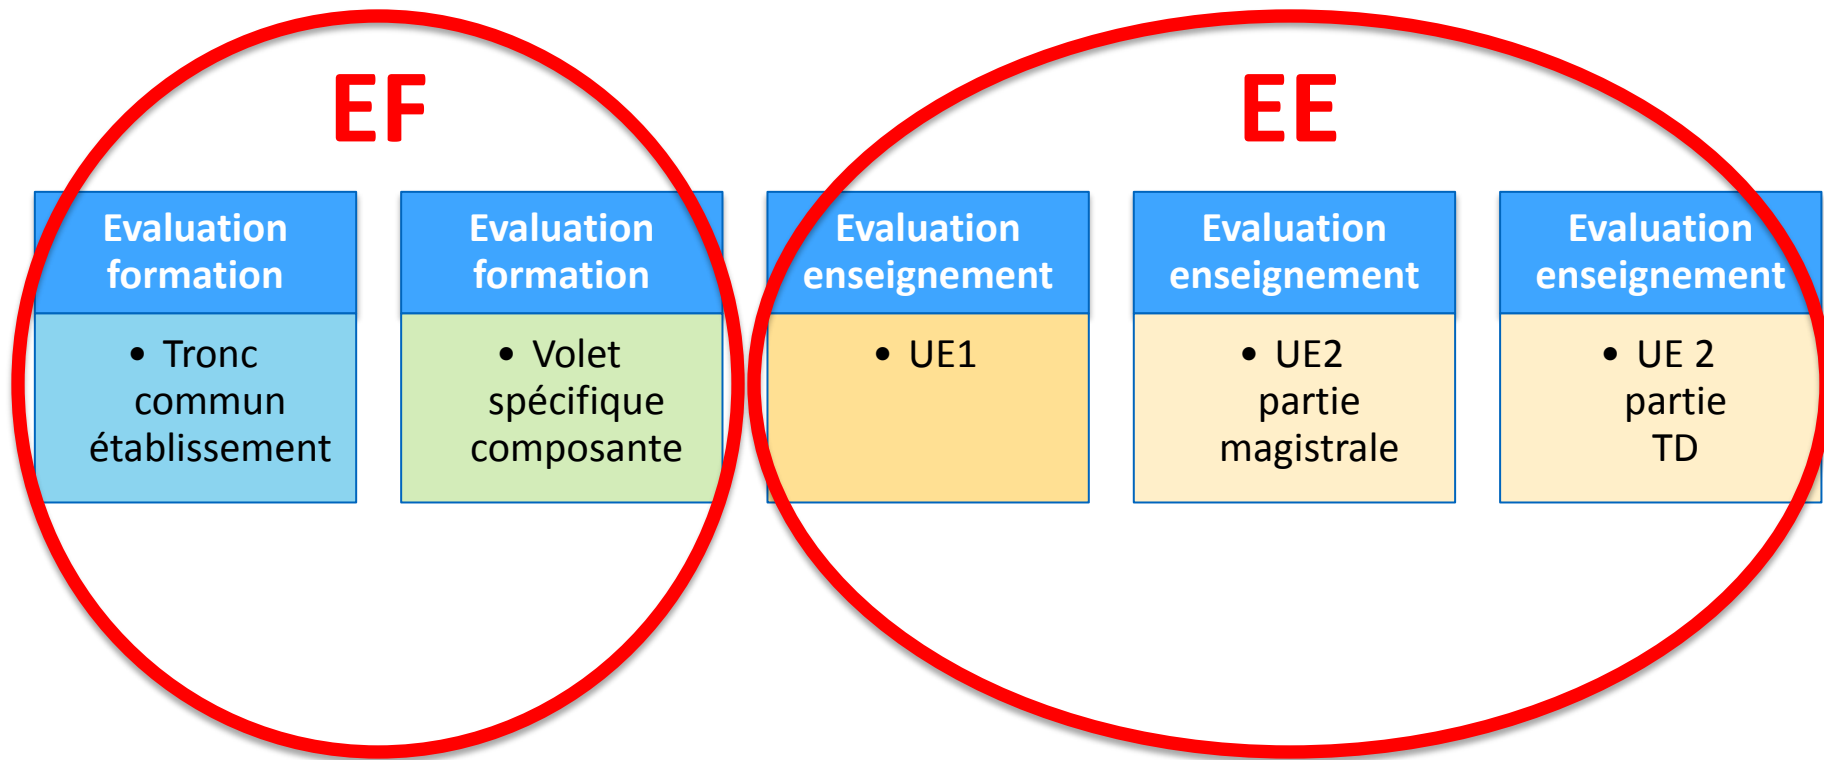 EF
EE
Evaluation
formation
• Tronc
commun
établissement
Evaluation
formation
• Volet
spécifique
composante
Evaluation
enseignement
• UE1
Evaluation
enseignement
• UE2
partie
magistrale
Evaluation
enseignement
• UE 2
partie
TD